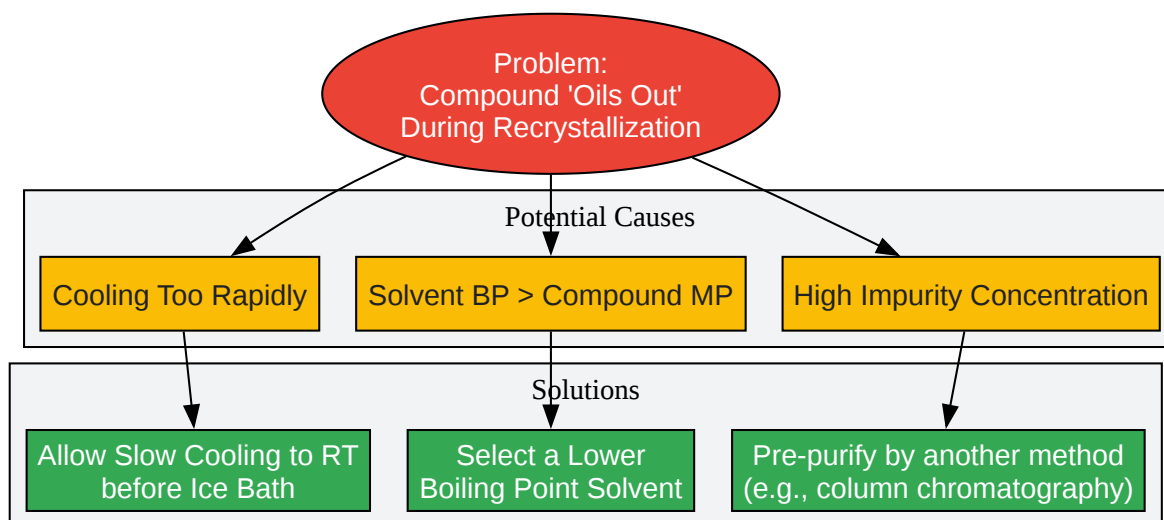 Problem:
Compound 'Oils Out'
During Recrystallization
Potential Causes
Cooling Too Rapidly
Solvent BP > Compound MP
High Impurity Concentration
Solutions
Allow Slow Cooling to RT
before Ice Bath
Select a Lower
Boiling Point Solvent
Pre-purify by another method
(e.g., column chromatography)